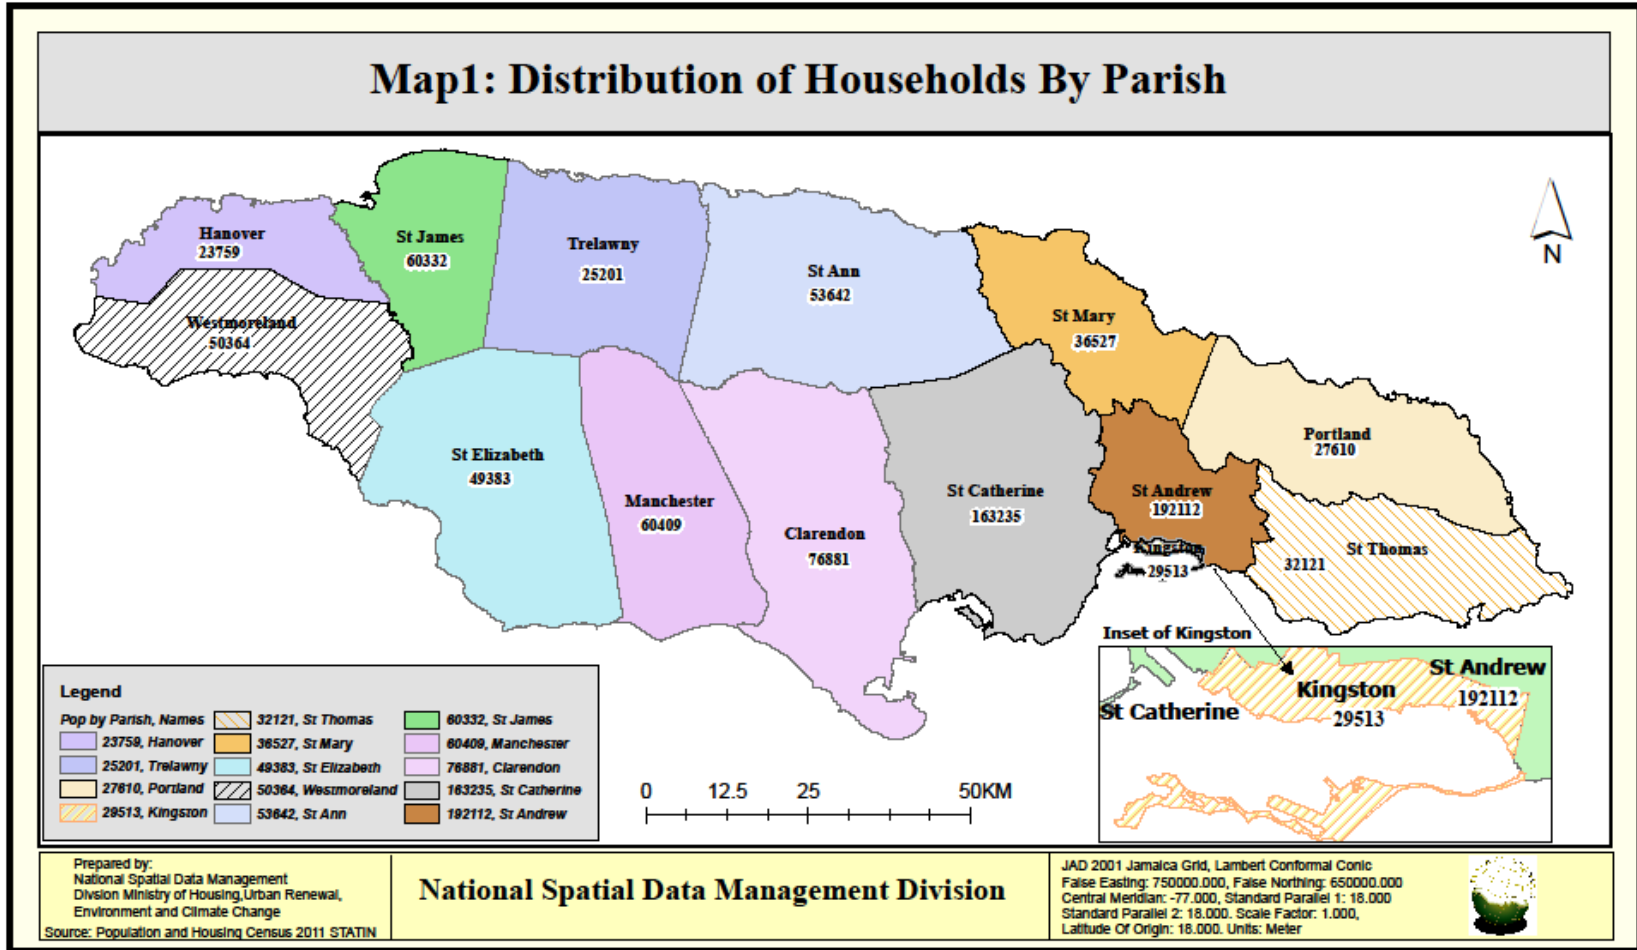 Map1: Distribution of Households By Parish
N
Hanover
23759
St James
60332
Trelawny
25201
St Ann
53642
St Mary
36527
Westmoreland
50364
St Elizabeth
49383
Manchester
60409
Clarendon
76881
St Catherine
163235
St Andrew
192112
Kingston
29513
Portland
27610
St Thomas
32121
Inset of Kingston
St Andrew
192112
Kingston
29513
St Catherine
Legend
Pop by Parish, Names
23759, Hanover
25201, Trelawny
27610, Portland
29513, Kingston
32121, St Thomas
36527, St Mary
49383, St Elizabeth
50364, Westmoreland
53642, St Ann
60332, St James
60409, Manchester
76881, Clarendon
163235, St Catherine
192112, St Andrew
0 12.5 25 50KM
Prepared by:
National Spatial Data Management
Division Ministry of Housing,Urban Renewal,
Environment and Climate Change
Source: Population and Housing Census 2011 STATIN
National Spatial Data Management Division
JAD 2001 Jamaica Grid, Lambert Conformal Conic
False Easting: 750000.000, False Northing: 650000.000
Central Meridian: -77.000, Standard Parallel 1: 18.000
Standard Parallel 2: 18.000. Scale Factor: 1.000,
Latitude Of Origin: 18.000. Units: Meter